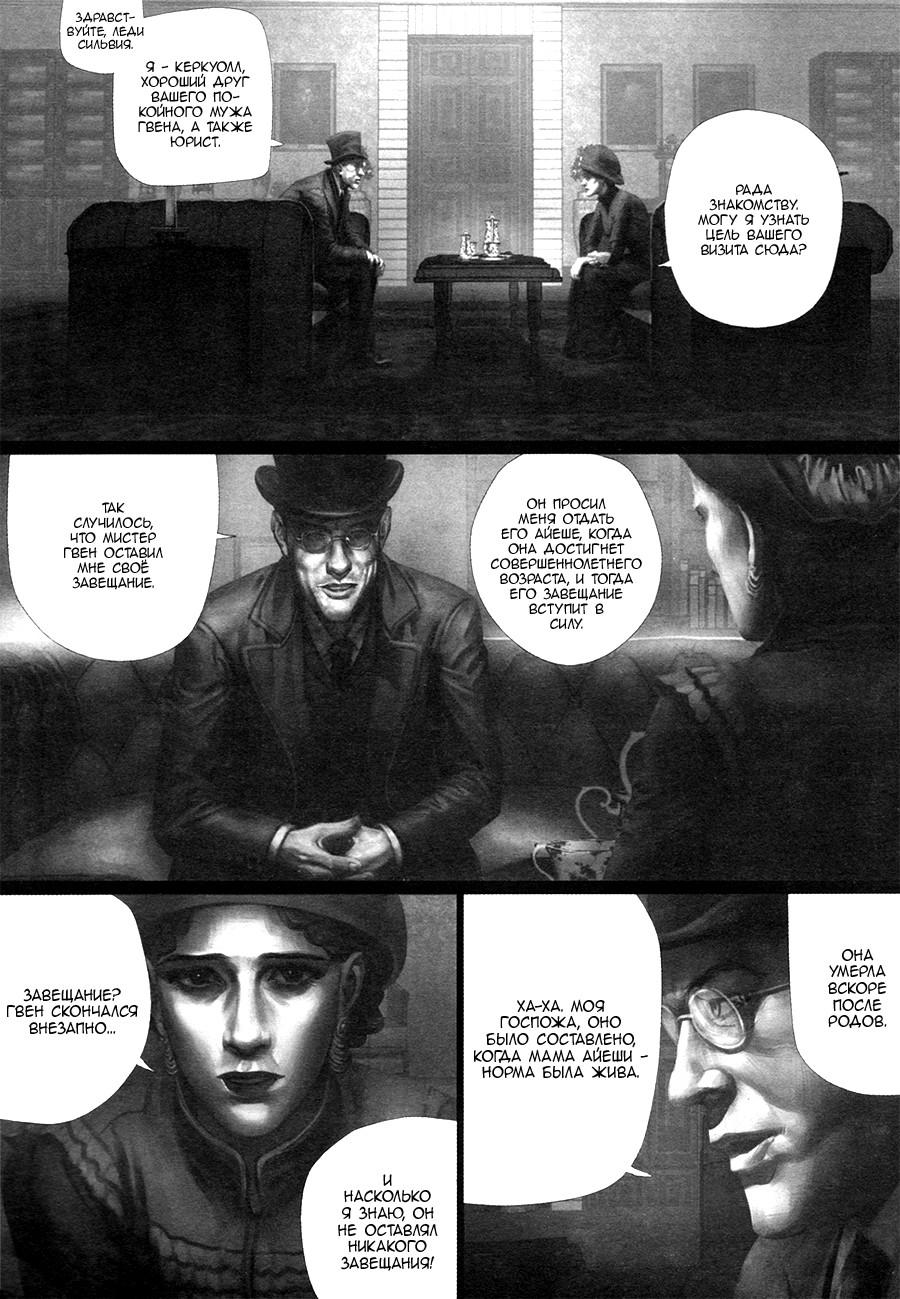 ЗДРАВСТ-
ВУЙТЕ, ЛЕДИ
СИЛЬВИЯ.
Я - КЕРКУОЛЛ,
ХОРОШИЙ ДРУГ
ВАШЕГО ПО-
КОЙНОГО МУЖА
ГВЕНА, А ТАКЖЕ
ЮРИСТ.
РАДА
ЗНАКОМСТВУ.
МОГУ Я УЗНАТЬ
ЦЕЛЬ ВАШЕГО
ВИЗИТА СЮДА?
ТАК
СЛУЧИЛОСЬ,
ЧТО МИСТЕР
ГВЕН ОСТАВИЛ
МНЕ СВОЁ
ЗАВЕЩАНИЕ.
ОН ПРОСИЛ
МЕНЯ ОТДАТЬ
ЕГО АЙЕШЕ, КОГДА
ОНА ДОСТИГНЕТ
СОВЕРШЕННОЛЕТНЕГО
ВОЗРАСТА, И ТОГДА
ЕГО ЗАВЕЩАНИЕ
ВСТУПИТ В
СИЛУ.
ЗАВЕЩАНИЕ?
ГВЕН СКОНЧАЛСЯ
ВНЕЗАПНО...
И
НАСКОЛЬКО
Я ЗНАЮ, ОН
НЕ ОСТАВЛЯЛ
НИКАКОГО
ЗАВЕЩАНИЯ!
ХА-ХА. МОЯ
ГОСПОЖА, ОНО
БЫЛО СОСТАВЛЕНО,
КОГДА МАМА АЙЕШИ -
НОРМА БЫЛА ЖИВА.
ОНА
УМЕРЛА
ВСКОРЕ
ПОСЛЕ
РОДОВ.